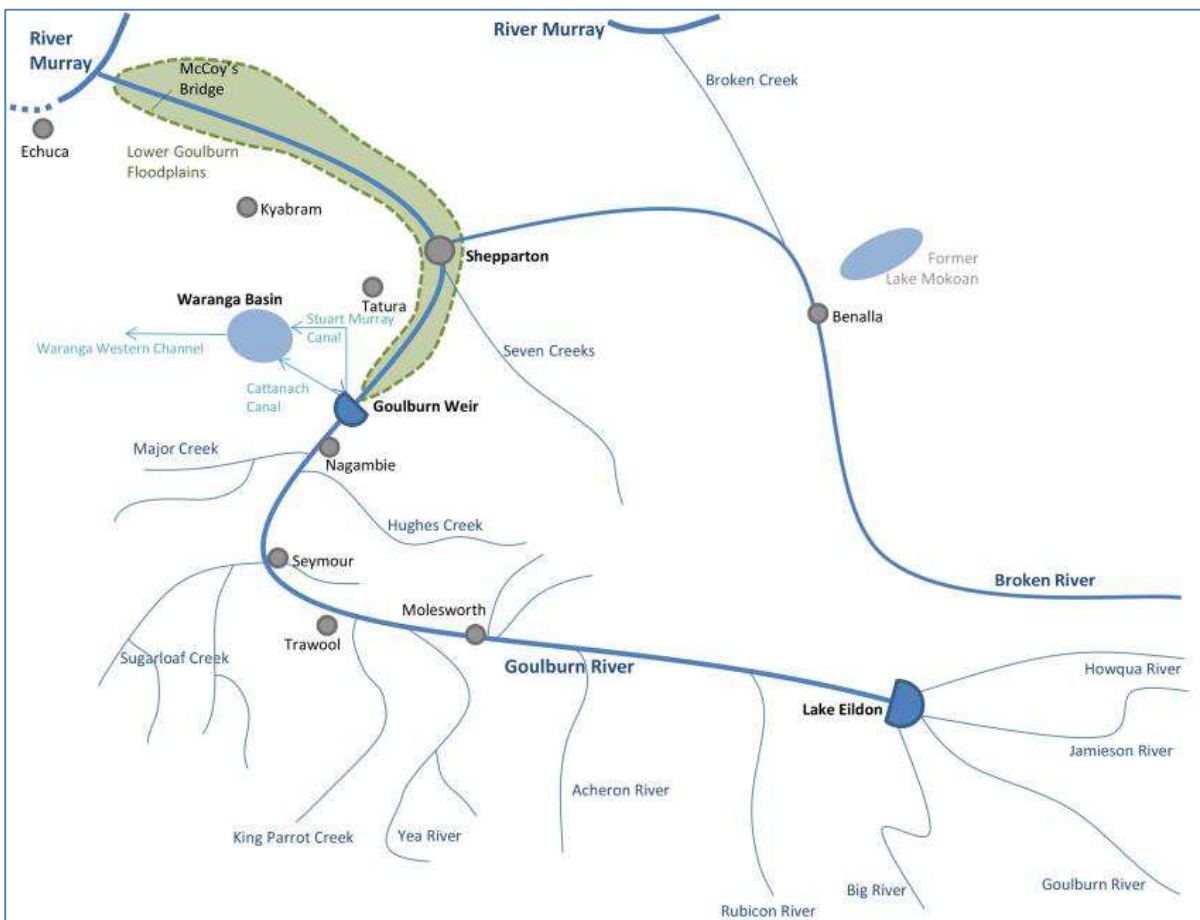 River
Murray
River Murray
McCoy's
Bridge
Broken Creek
Echuca
Lower Goulburn
Floodplains
Kyabram
Shepparton
Former
Lake Mokoan
Tatura
Waranga Basin
Stuart Murray
Canal
Benalla
Waranga Western Channel
Seven Creeks
Cattanach
Canal
Goulburn Weir
Major Creek
Nagambie
Hughes Creek
Seymour
Broken River
Molesworth
Trawool
Sugarloaf Creek
Goulburn River
Howqua River
Lake Eildon
Jamieson River
Acheron River
King Parrot Creek
Yea River
Big River
Goulburn River
Rubicon River